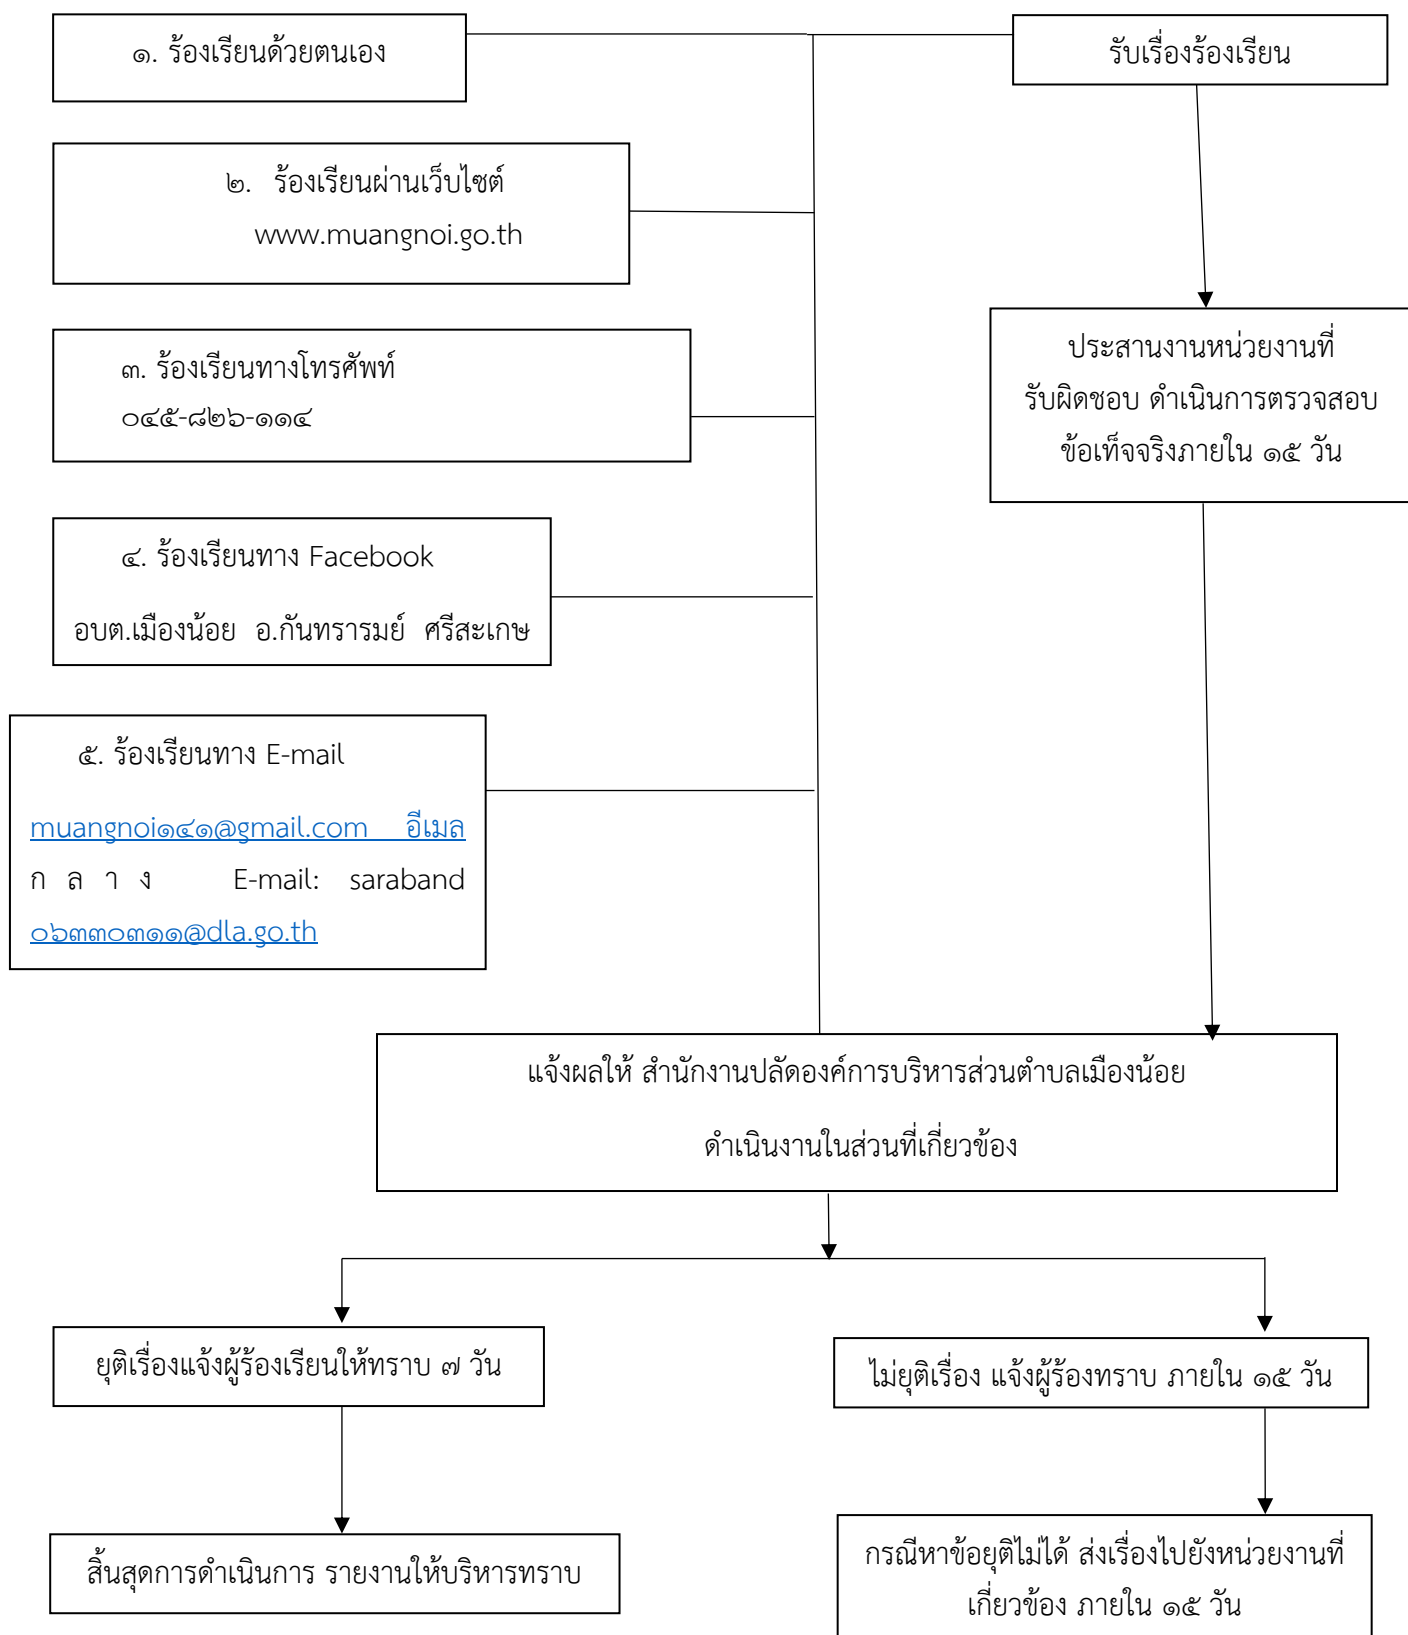 ๑. ร้องเรียนด้วยตนเอง
รับเรื่องร้องเรียน
๒. ร้องเรียนผ่านเว็บไซต์
www.muangnoi.go.th
๓. ร้องเรียนทางโทรศัพท์
๐๔๕-๘๒๖-๑๑๔
ประสานงานหน่วยงานที่
รับผิดชอบ ดำเนินการตรวจสอบ
ข้อเท็จจริงภายใน ๑๕ วัน
๔. ร้องเรียนทาง Facebook
อบต.เมืองน้อย อ.กันทรารมย์ ศรีสะเกษ
๕. ร้องเรียนทาง E-mail
muangnoi๑๔๑@gmail.com อีเมล
ก ล า ง E-mail: saraband
๐๖๓๓๐๓๑๑@dla.go.th
แจ้งผลให้ สำนักงานปลัดองค์การบริหารส่วนตำบลเมืองน้อย
ดำเนินงานในส่วนที่เกี่ยวข้อง
ยุติเรื่องแจ้งผู้ร้องเรียนให้ทราบ ๗ วัน
ไม่ยุติเรื่อง แจ้งผู้ร้องทราบ ภายใน ๑๕ วัน
สิ้นสุดการดำเนินการ รายงานให้บริหารทราบ
กรณีหาข้อยุติไม่ได้ ส่งเรื่องไปยังหน่วยงานที่
เกี่ยวข้อง ภายใน ๑๕ วัน